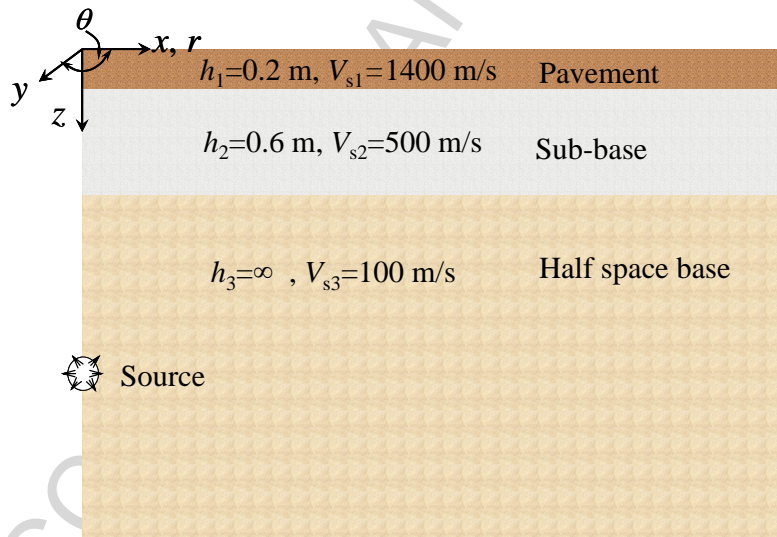 θ
x, r
y
z
h₁=0.2 m, Vₛ₁=1400 m/s Pavement
h₂=0.6 m, Vₛ₂=500 m/s Sub-base
h₃=∞ , Vₛ₃=100 m/s Half space base
Source